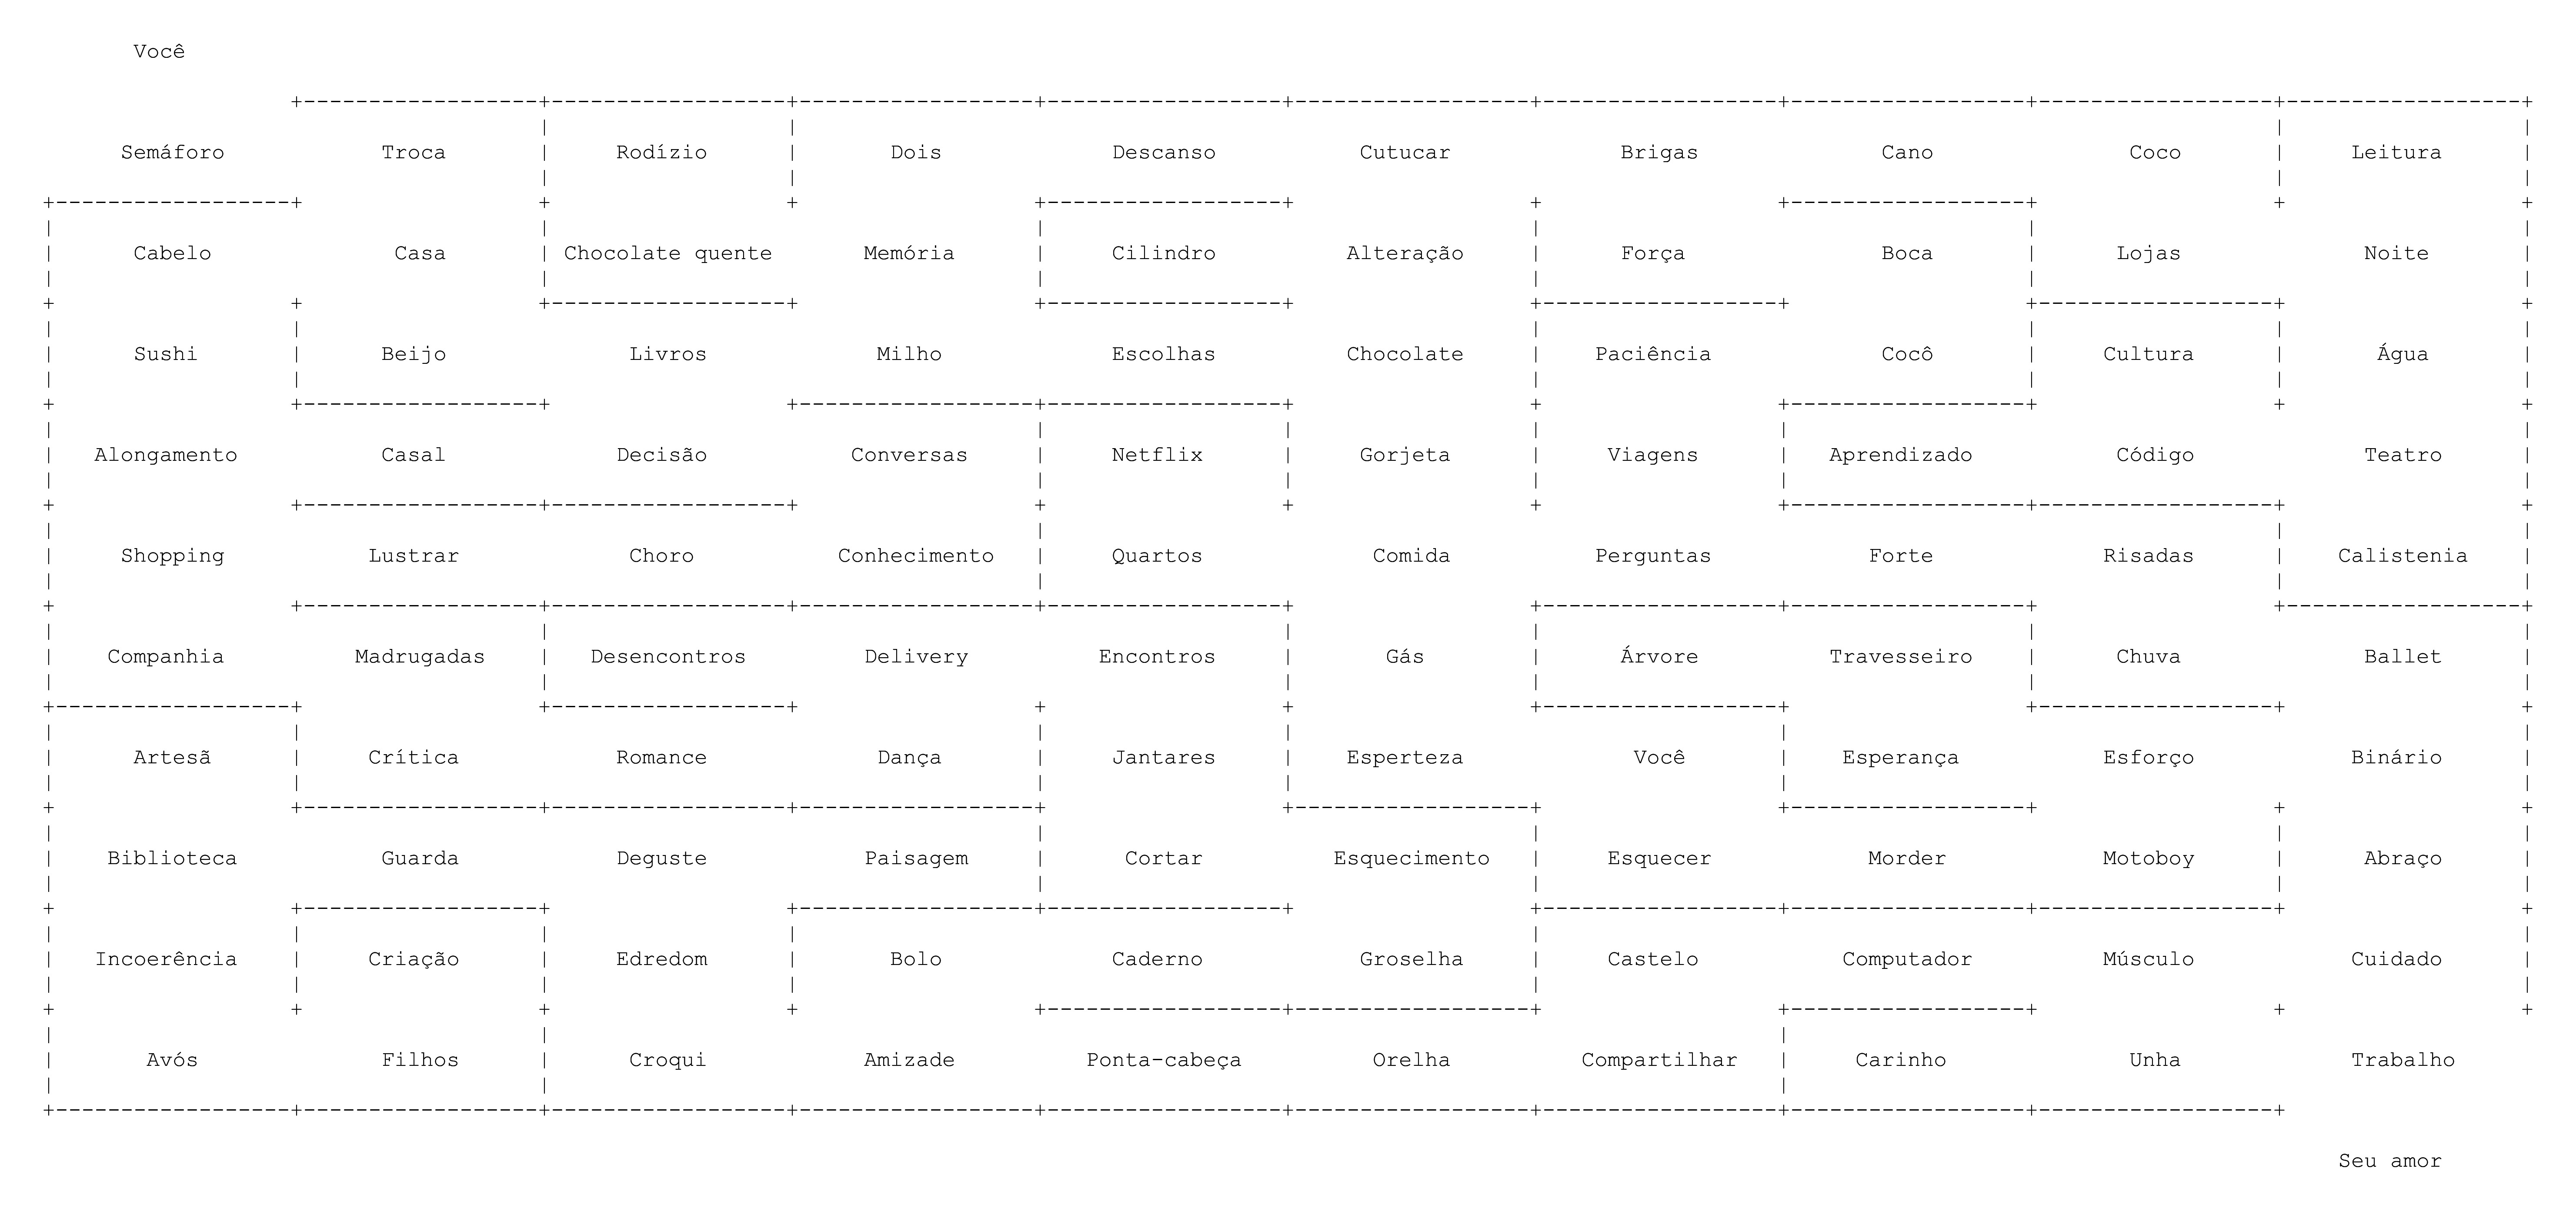 Você
Semáforo Troca Rodízio Dois Descanso Cutucar Brigas Cano Coco Leitura
Cabelo Casa Chocolate quente Memória Cilindro Alteração Força Boca Lojas Noite
Sushi Beijo Livros Milho Escolhas Chocolate Paciência Cocô Cultura Água
Alongamento Casal Decisão Conversas Netflix Gorjeta Viagens Aprendizado Código Teatro
Shopping Lustrar Choro Conhecimento Quartos Comida Perguntas Forte Risadas Calistenia
Companhia Madrugadas Desencontros Delivery Encontros Gás Árvore Travesseiro Chuva Ballet
Artesã Crítica Romance Dança Jantares Esperteza Você Esperança Esforço Binário
Biblioteca Guarda Deguste Paisagem Cortar Esquecimento Esquecer Morder Motoboy Abraço
Incoerência Criação Edredom Bolo Caderno Groselha Castelo Computador Músculo Cuidado
Avós Filhos Croqui Amizade Ponta-cabeça Orelha Compartilhar Carinho Unha Trabalho
Seu amor